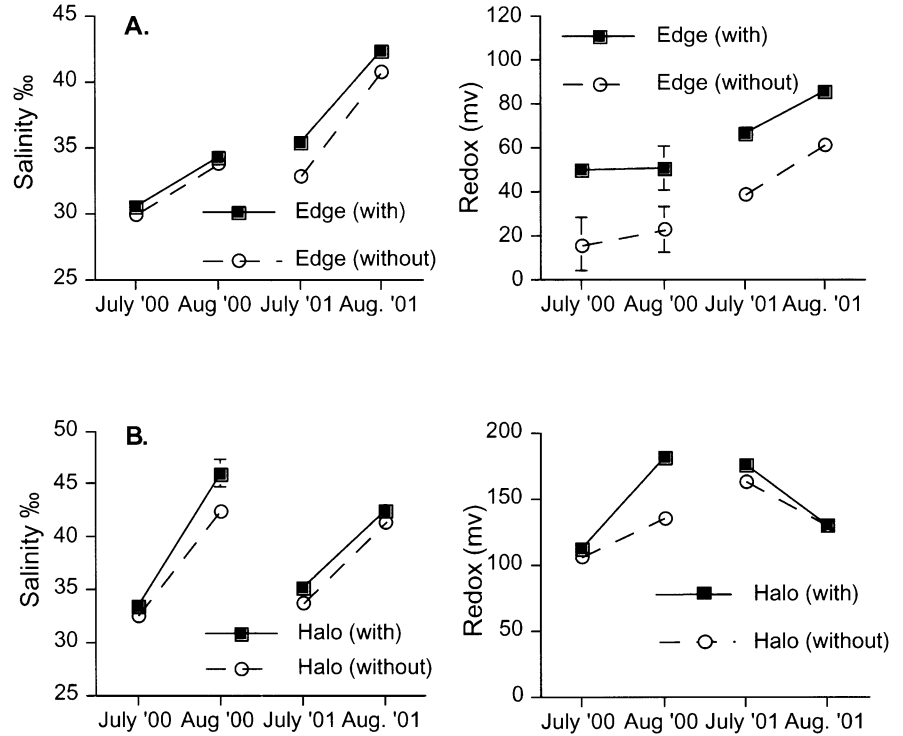 A.
Salinity ‰
45
40
35
30
25
Edge (with)
Edge (without)
July '00 Aug '00 July '01 Aug. '01
Redox (mv)
120
100
80
60
40
20
0
Edge (with)
Edge (without)
July '00 Aug '00 July '01 Aug. '01
B.
Salinity ‰
50
45
40
35
30
25
Halo (with)
Halo (without)
July '00 Aug '00 July '01 Aug. '01
Redox (mv)
200
150
100
50
0
Halo (with)
Halo (without)
July '00 Aug '00 July '01 Aug. '01